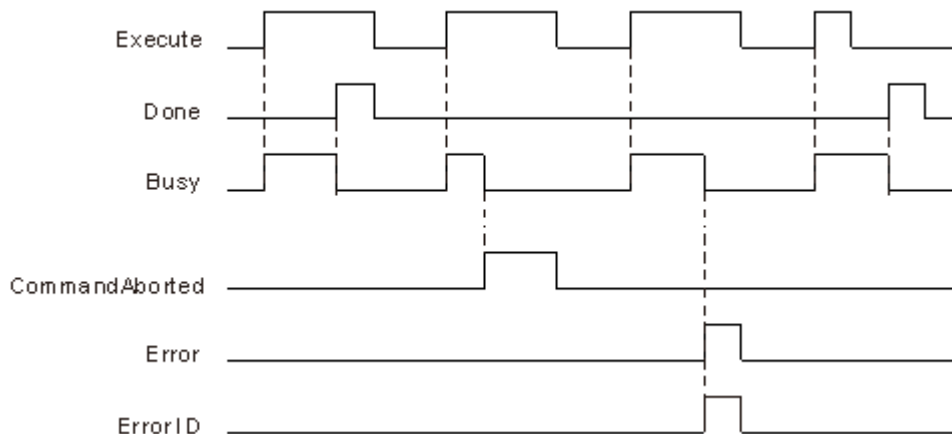 Execute
Done
Busy
CommandAborted
Error
ErrorID